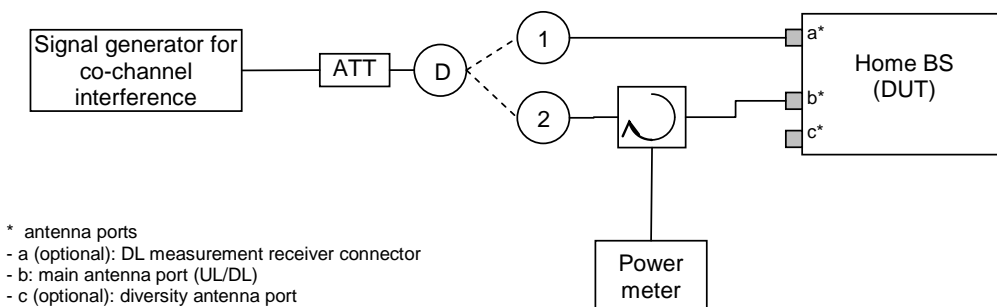 Signal generator for
co-channel
interference
ATT
D
1
2
a*
b*
c*
Home BS
(DUT)
Power
meter
* antenna ports
- a (optional): DL measurement receiver connector
- b: main antenna port (UL/DL)
- c (optional): diversity antenna port